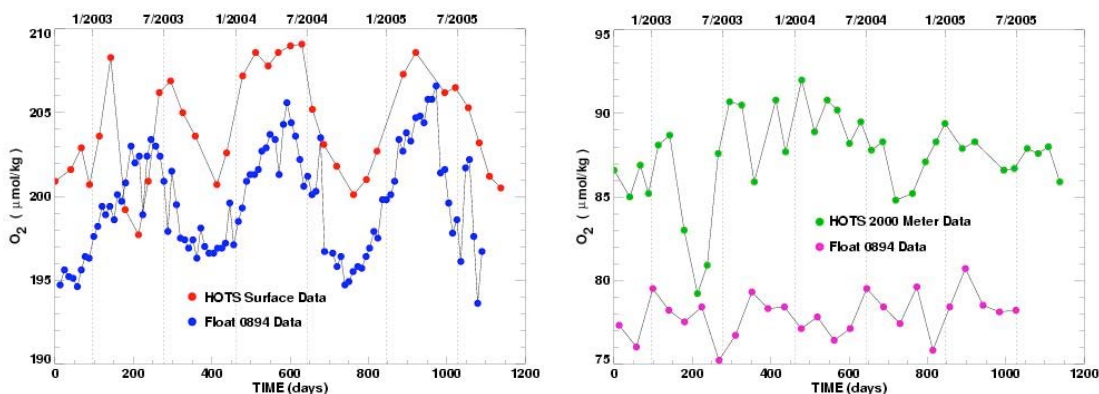 1/2003 7/2003 1/2004 7/2004 1/2005 7/2005
210
205
200
195
190
O2 ( μmol/kg)
HOTS Surface Data
Float 0894 Data
0 200 400 600 800 1000 1200
TIME (days)
1/2003 7/2003 1/2004 7/2004 1/2005 7/2005
95
90
85
80
75
O2 ( μmol/kg)
HOTS 2000 Meter Data
Float 0894 Data
0 200 400 600 800 1000 1200
TIME (days)